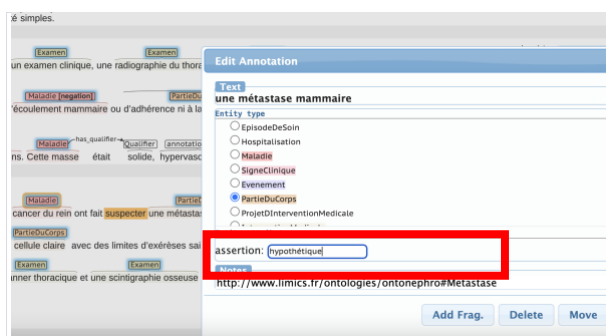 té simples.
Examen Examen
un examen clinique, une radiographie du thora
Maladie [negation] PartieDu
'écoulement mammaire ou d'adhérence ni à la
Maladie has_qualifier Qualifier annotatio
ns. Cette masse était solide, hypervasc
Maladie Partie
cancer du rein ont fait suspecter une métasta
PartieDuCorps
cellule claire avec des limites d'exérèses sai
Examen Examen
nner thoracique et une scintigraphie osseuse
Edit Annotation
Text
une métastase mammaire
Entity type
EpisodeDeSoin
Hospitalisation
Maladie
SigneClinique
Evenement
PartieDuCorps
ProjetDInterventionMedicale
assertion: hypothétique
Notes
http://www.limics.fr/ontologies/ontonephro#Metastase
Add Frag. Delete Move